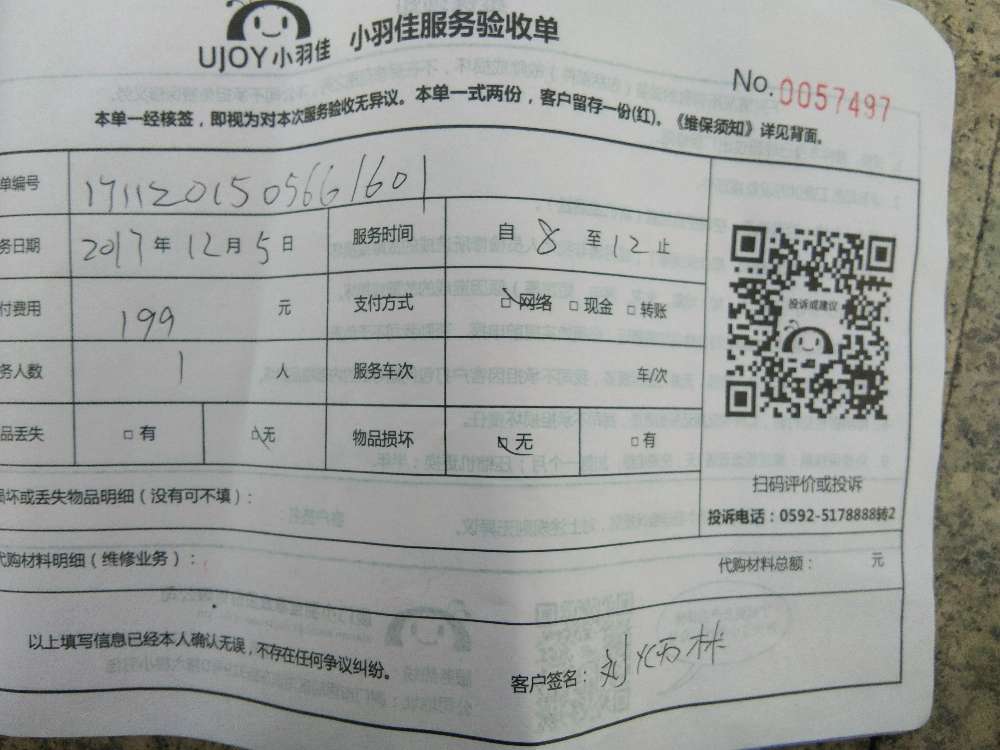 UJOY小羽佳 小羽佳服务验收单
No.0057497
本单一经核签，即视为对本次服务验收无异议。本单一式两份，客户留存一份(红)。《维保须知》详见背面。
单编号 17112015056661601
务日期 2017年12月5日 服务时间 自8至12止
付费用 199 元 支付方式 □网络 □现金 □转账
务人数 1 人 服务车次 车/次
品丢失 □有 □无 物品损坏 □无 □有
投诉或建议
扫码评价或投诉
投诉电话：0592-5178888转2
损坏或丢失物品明细（没有可不填）：
代购材料明细（维修业务）： 代购材料总额： 元
以上填写信息已经本人确认无误，不存在任何争议纠纷。
客户签名：刘炳林